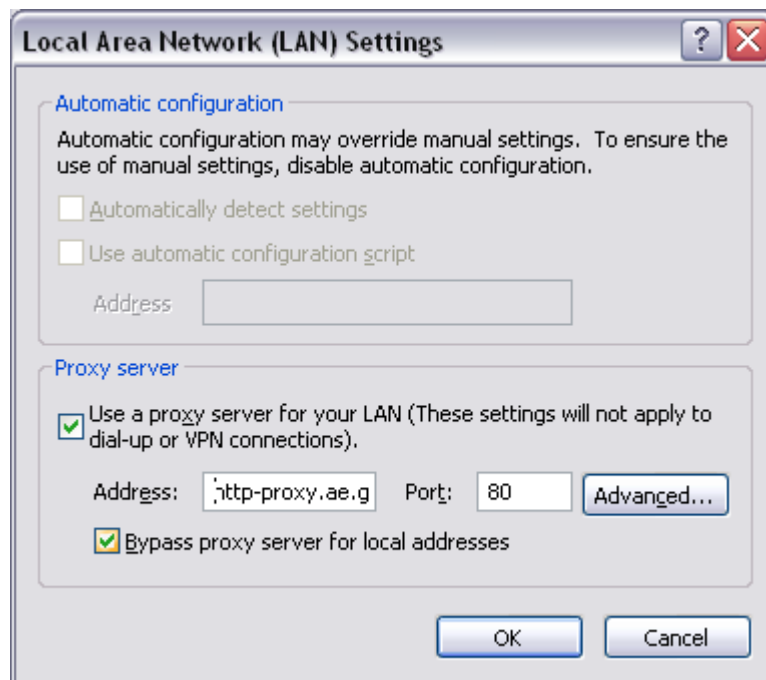 Local Area Network (LAN) Settings
Automatic configuration
Automatic configuration may override manual settings. To ensure the
use of manual settings, disable automatic configuration.
Automatically detect settings
Use automatic configuration script
Address
Proxy server
Use a proxy server for your LAN (These settings will not apply to
dial-up or VPN connections).
Address: http-proxy.ae.g Port: 80 Advanced...
Bypass proxy server for local addresses
OK Cancel